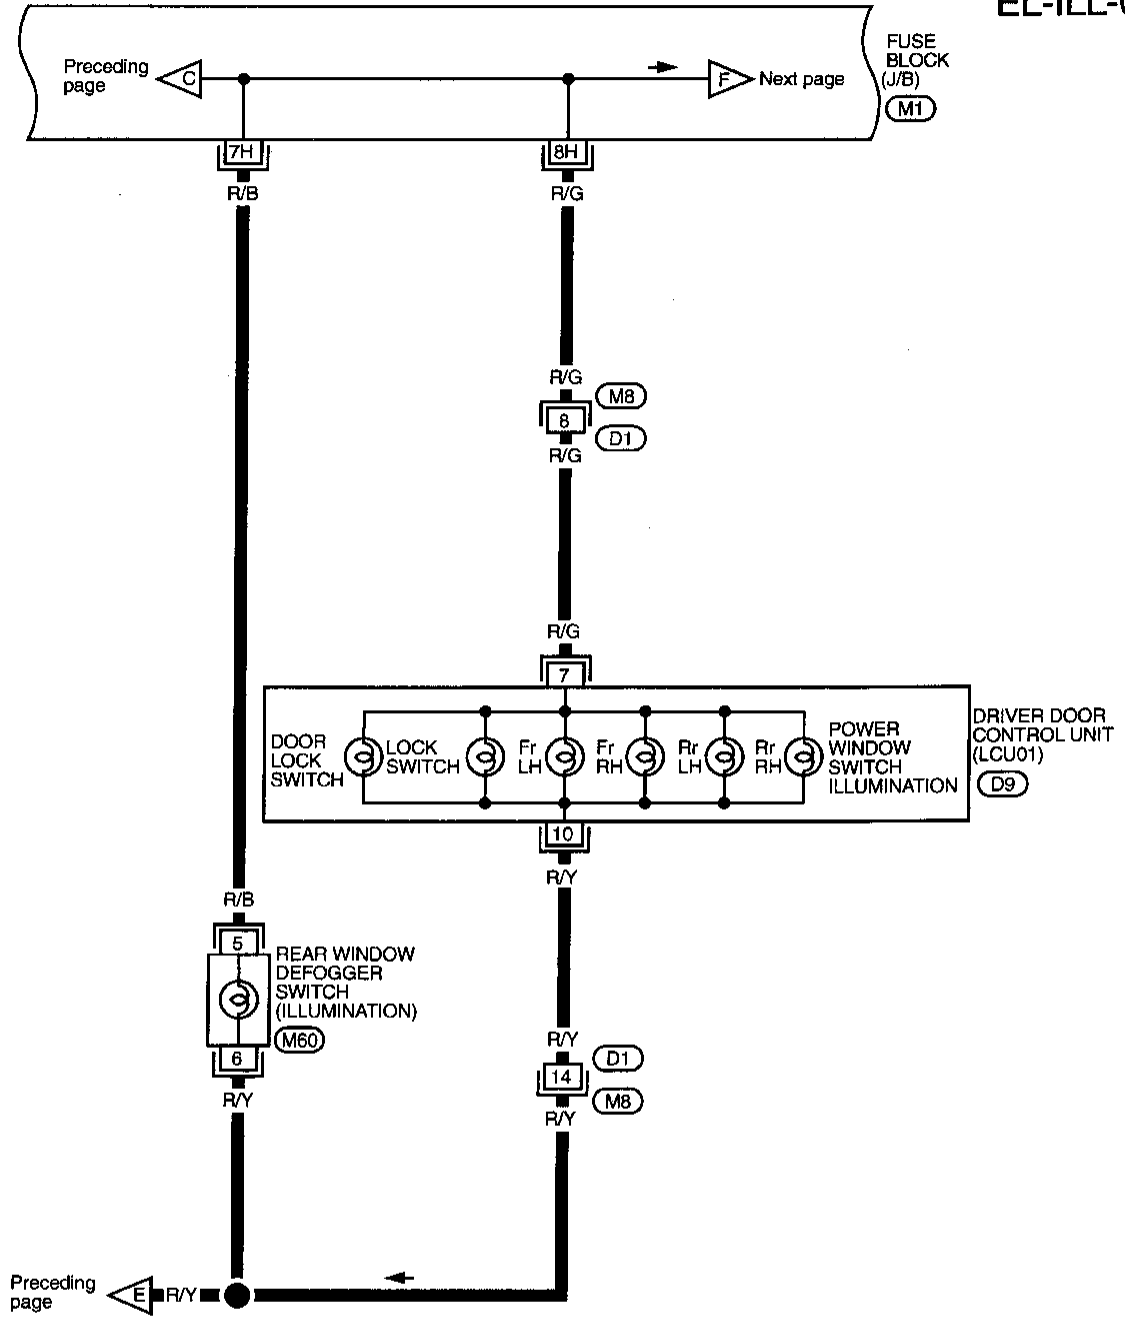 EL-ILL-
Preceding
page
C
F
Next page
FUSE
BLOCK
(J/B)
M1
7H
8H
R/B
R/G
R/G
M8
8
D1
R/G
R/G
7
DOOR
LOCK
SWITCH
LOCK
SWITCH
Fr
LH
Fr
RH
Rr
LH
Rr
RH
POWER
WINDOW
SWITCH
ILLUMINATION
DRIVER DOOR
CONTROL UNIT
(LCU01)
D9
10
R/Y
R/B
5
REAR WINDOW
DEFOGGER
SWITCH
(ILLUMINATION)
M60
6
R/Y
R/Y
D1
14
M8
R/Y
Preceding
page
E
R/Y